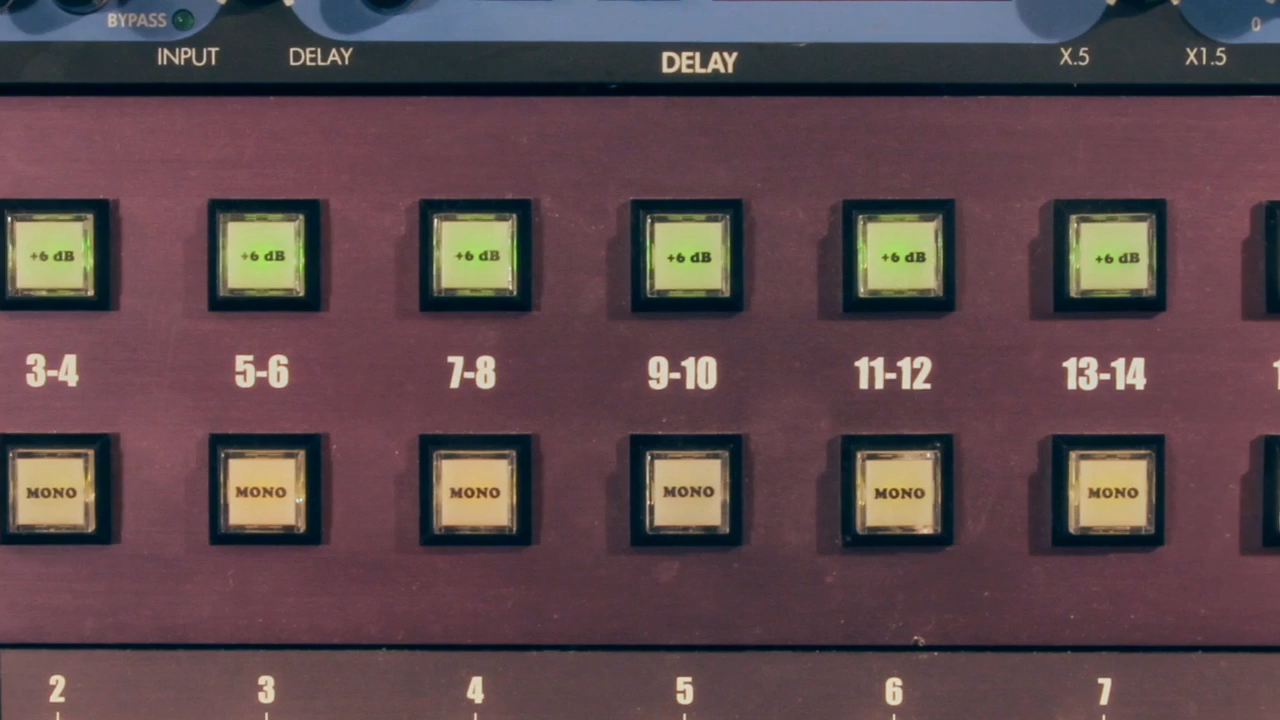 BYPASS 0
INPUT DELAY DELAY X.5 X1.5
+6 dB +6 dB +6 dB +6 dB +6 dB +6 dB
3-4 5-6 7-8 9-10 11-12 13-14
MONO MONO MONO MONO MONO MONO
2 3 4 5 6 7